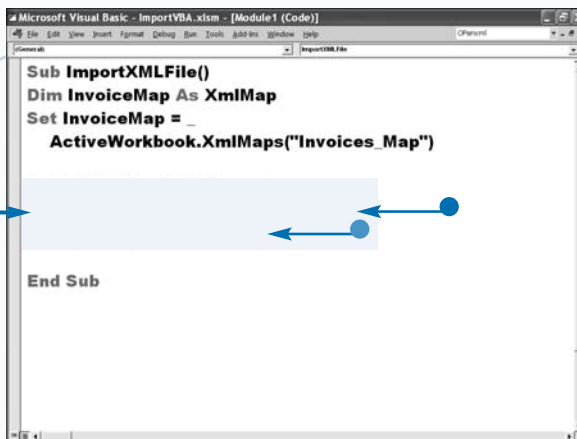 Microsoft Visual Basic - ImportVBA.xlsm - [Module1 (Code)]
File Edit View Insert Format Debug Run Tools Add-Ins Window Help
(General) ImportXMLFile
Sub ImportXMLFile()
Dim InvoiceMap As XmlMap
Set InvoiceMap = _
ActiveWorkbook.XmlMaps("Invoices_Map")
End Sub